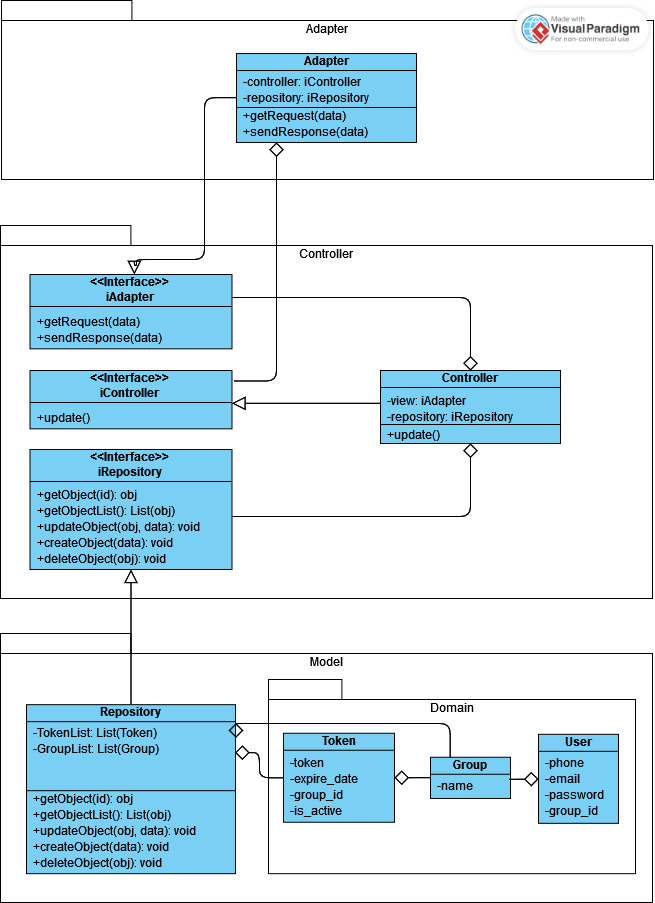 Made with
VisualParadigm
For non-commercial use
Adapter
Adapter
-controller: iController
-repository: iRepository
+getRequest(data)
+sendResponse(data)
Controller
<<Interface>>
iAdapter
+getRequest(data)
+sendResponse(data)
<<Interface>>
iController
+update()
Controller
-view: iAdapter
-repository: iRepository
+update()
<<Interface>>
iRepository
+getObject(id): obj
+getObjectList(): List(obj)
+updateObject(obj, data): void
+createObject(data): void
+deleteObject(obj): void
Model
Repository
-TokenList: List(Token)
-GroupList: List(Group)
+getObject(id): obj
+getObjectList(): List(obj)
+updateObject(obj, data): void
+createObject(data): void
+deleteObject(obj): void
Domain
Token
-token
-expire_date
-group_id
-is_active
Group
-name
User
-phone
-email
-password
-group_id